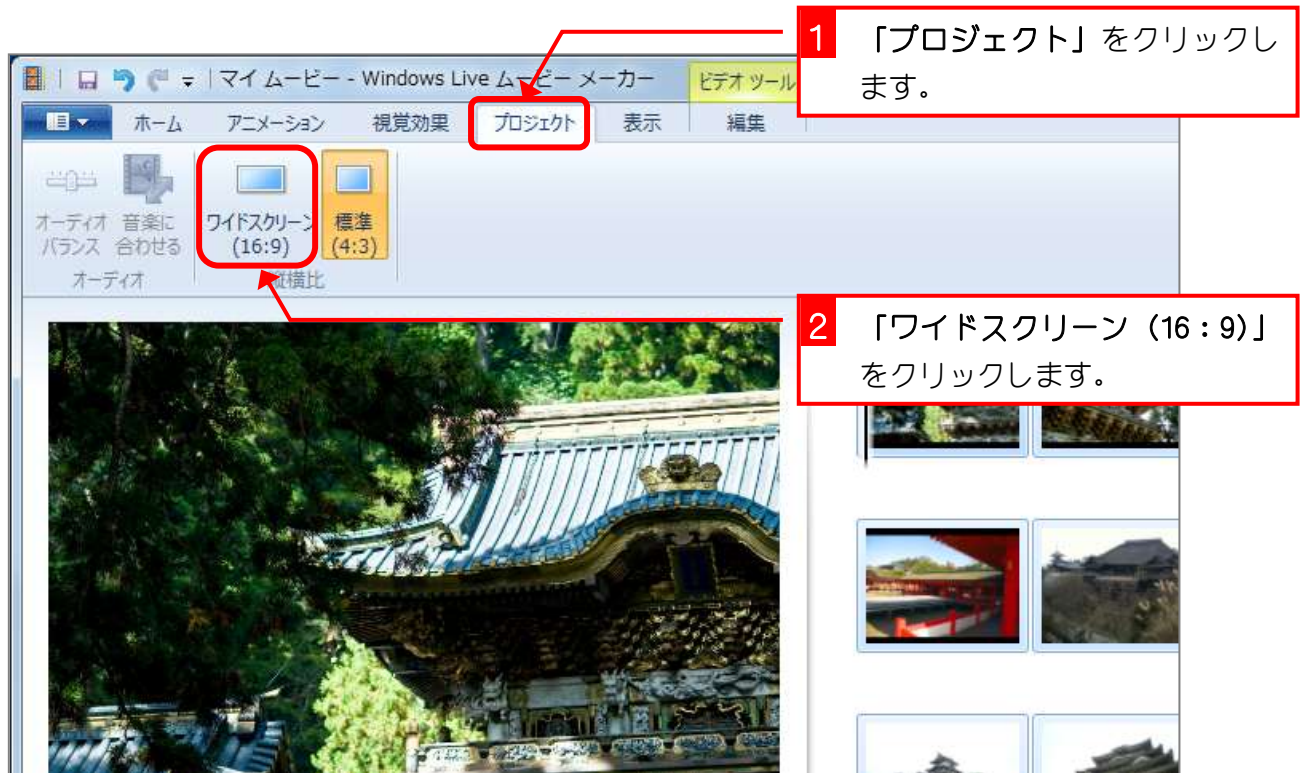 1 「プロジェクト」をクリックし
ます。
マイ ムービー - Windows Live ムービー メーカー
ビデオ ツール
ホーム アニメーション 視覚効果 プロジェクト 表示 編集
オーディオ 音楽に ワイドスクリーン 標準
バランス 合わせる (16:9) (4:3)
オーディオ 縦横比
2 「ワイドスクリーン（16：9）」
をクリックします。